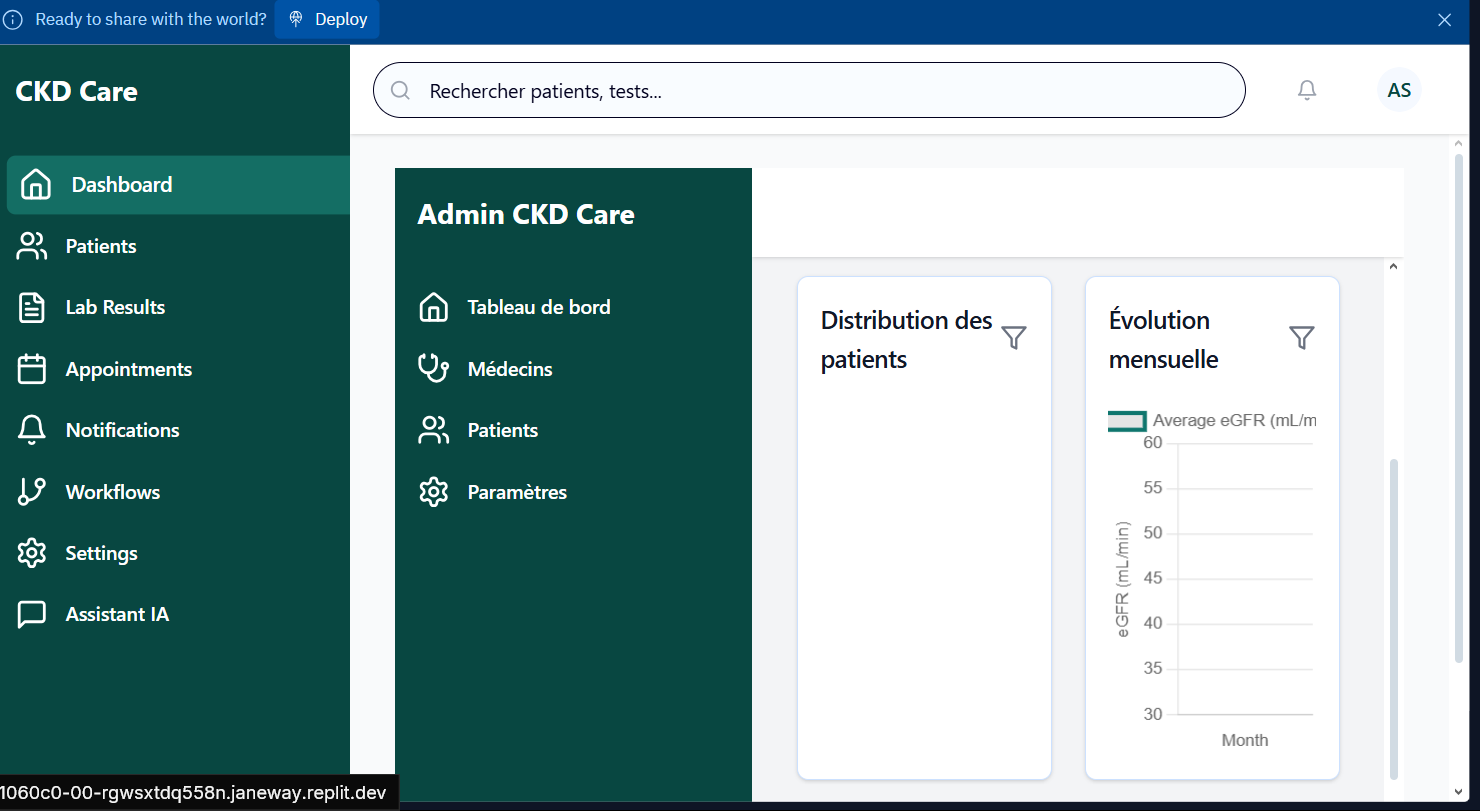 Ready to share with the world?
Deploy
CKD Care
Rechercher patients, tests...
AS
Dashboard
Patients
Lab Results
Appointments
Notifications
Workflows
Settings
Assistant IA
Admin CKD Care
Tableau de bord
Médecins
Patients
Paramètres
Distribution des
patients
Évolution
mensuelle
Average eGFR (mL/m
60
55
50
45
40
35
30
eGFR (mL/min)
Month
1060c0-00-rgwsxtdq558n.janeway.replit.dev